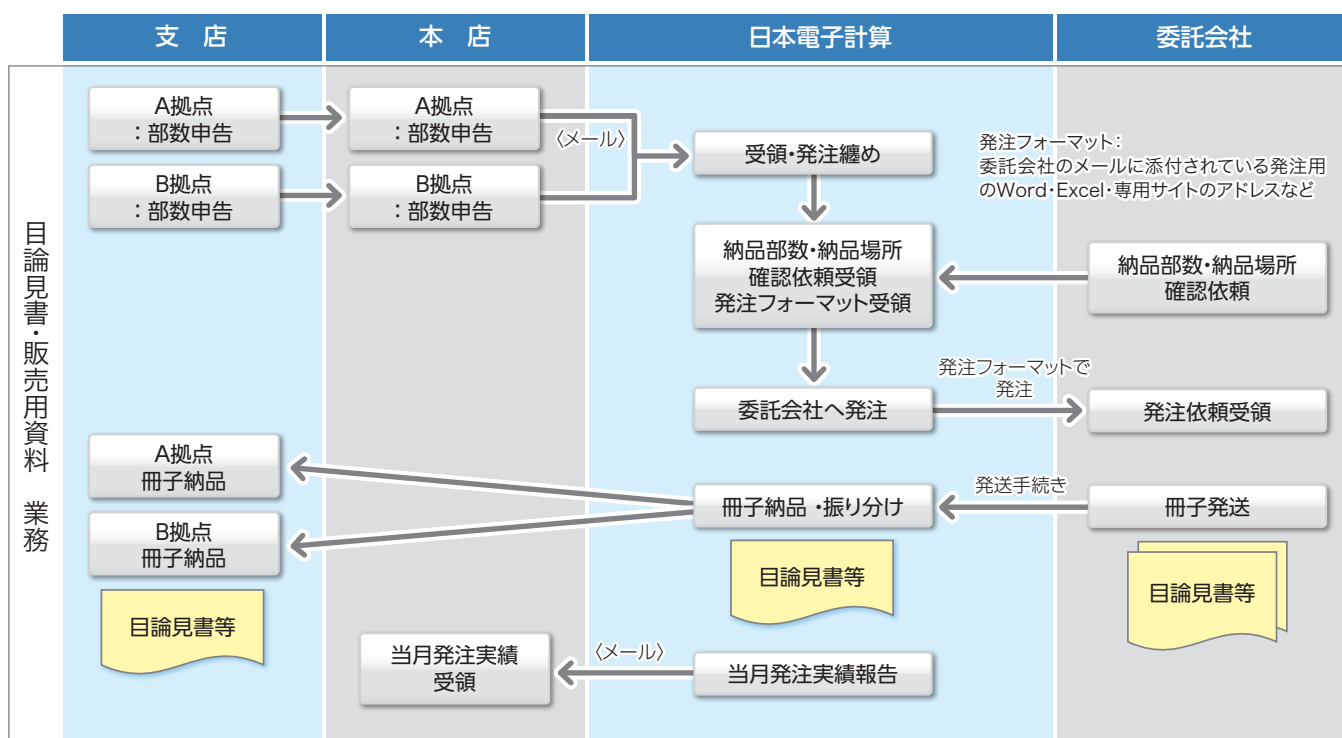 支　店
本　店
日本電子計算
委託会社
目論見書・販売用資料　業務
A拠点
：部数申告
A拠点
：部数申告
〈メール〉
B拠点
：部数申告
B拠点
：部数申告
受領・発注纏め
発注フォーマット：
委託会社のメールに添付されている発注用
のWord・Excel・専用サイトのアドレスなど
納品部数・納品場所
確認依頼受領
発注フォーマット受領
納品部数・納品場所
確認依頼
委託会社へ発注
発注フォーマットで
発注
発注依頼受領
A拠点
冊子納品
B拠点
冊子納品
冊子納品 ・振り分け
発送手続き
冊子発送
目論見書等
目論見書等
目論見書等
当月発注実績
受領
〈メール〉
当月発注実績報告